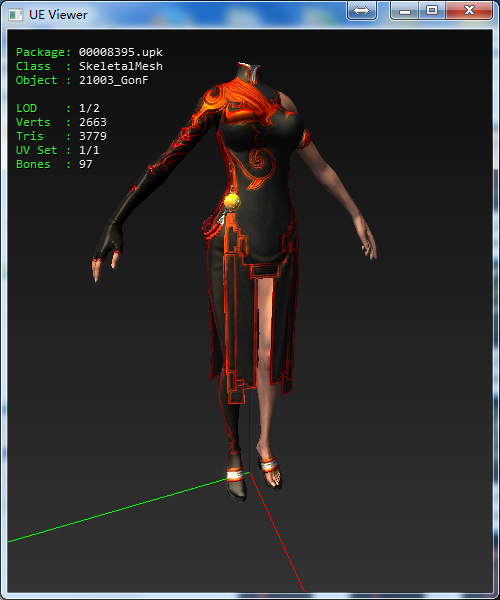 UE Viewer
Package: 00008395.upk
Class : SkeletalMesh
Object : 21003_GonF
LOD : 1/2
Verts : 2663
Tris : 3779
UV Set : 1/1
Bones : 97